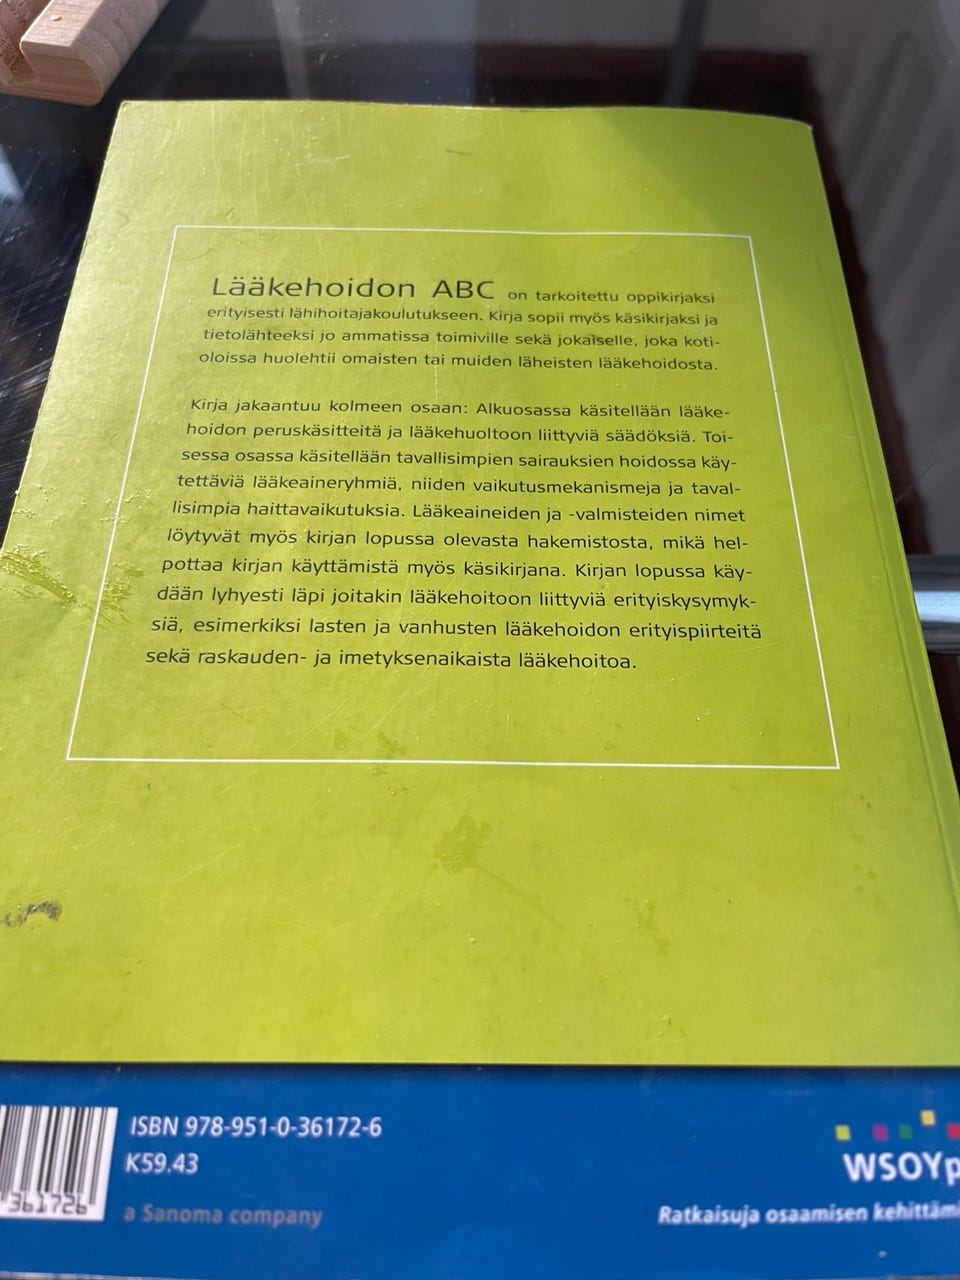 Lääkehoidon ABC on tarkoitettu oppikirjaksi
erityisesti lähihoitajakoulutukseen. Kirja sopii myös käsikirjaksi ja
tietolähteeksi jo ammatissa toimiville sekä jokaiselle, joka koti-
oloissa huolehtii omaisten tai muiden läheisten lääkehoidosta.
Kirja jakaantuu kolmeen osaan: Alkuosassa käsitellään lääke-
hoidon peruskäsitteitä ja lääkehuoltoon liittyviä säädöksiä. Toi-
sessa osassa käsitellään tavallisimpien sairauksien hoidossa käy-
tettäviä lääkeaineryhmiä, niiden vaikutusmekanismeja ja taval-
lisimpia haittavaikutuksia. Lääkeaineiden ja -valmisteiden nimet
löytyvät myös kirjan lopussa olevasta hakemistosta, mikä hel-
pottaa kirjan käyttämistä myös käsikirjana. Kirjan lopussa käy-
dään lyhyesti läpi joitakin lääkehoitoon liittyviä erityiskysymyk-
siä, esimerkiksi lasten ja vanhusten lääkehoidon erityispiirteitä
sekä raskauden- ja imetyksenaikaista lääkehoitoa.
ISBN 978-951-0-36172-6
K59.43
361726
a Sanoma company
WSOYp
Ratkaisuja osaamisen kehittämi